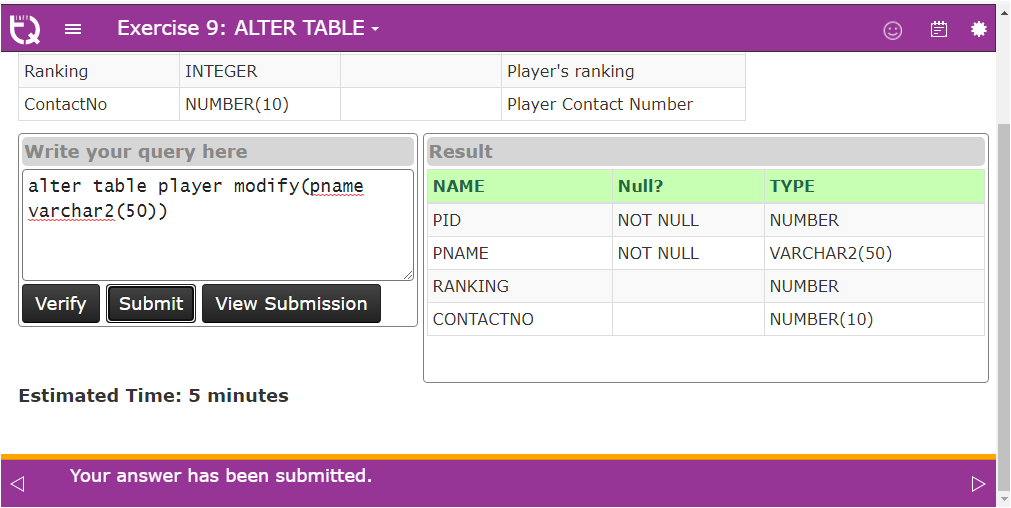 INFY TQ
Exercise 9: ALTER TABLE
Ranking INTEGER Player's ranking
ContactNo NUMBER(10) Player Contact Number
Write your query here
alter table player modify(pname
varchar2(50))
Verify Submit View Submission
Result
NAME Null? TYPE
PID NOT NULL NUMBER
PNAME NOT NULL VARCHAR2(50)
RANKING NUMBER
CONTACTNO NUMBER(10)
Estimated Time: 5 minutes
Your answer has been submitted.